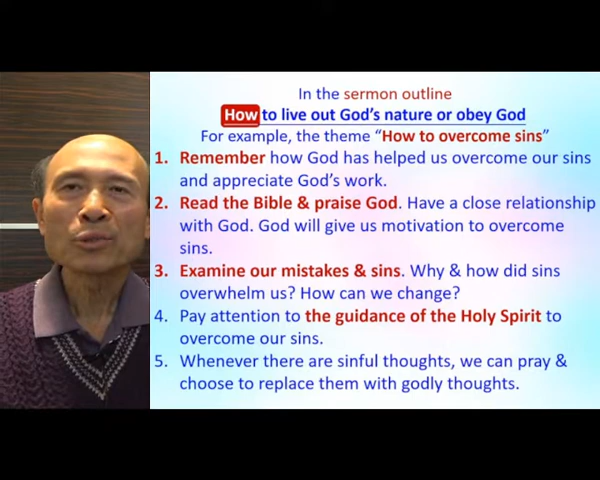 In the sermon outline
How to live out God's nature or obey God
For example, the theme “How to overcome sins”
1. Remember how God has helped us overcome our sins
and appreciate God's work.
2. Read the Bible & praise God. Have a close relationship
with God. God will give us motivation to overcome
sins.
3. Examine our mistakes & sins. Why & how did sins
overwhelm us? How can we change?
4. Pay attention to the guidance of the Holy Spirit to
overcome our sins.
5. Whenever there are sinful thoughts, we can pray &
choose to replace them with godly thoughts.